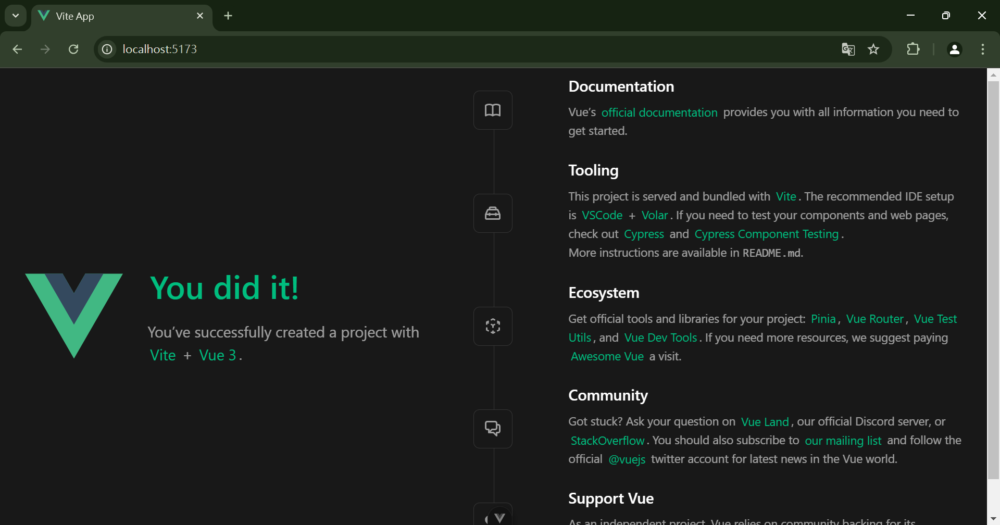 Vite App
localhost:5173
You did it!
You've successfully created a project with
Vite + Vue 3.
Documentation
Vue's official documentation provides you with all information you need to
get started.
Tooling
This project is served and bundled with Vite. The recommended IDE setup
is VSCode + Volar. If you need to test your components and web pages,
check out Cypress and Cypress Component Testing.
More instructions are available in README.md.
Ecosystem
Get official tools and libraries for your project: Pinia, Vue Router, Vue Test
Utils, and Vue Dev Tools. If you need more resources, we suggest paying
Awesome Vue a visit.
Community
Got stuck? Ask your question on Vue Land, our official Discord server, or
StackOverflow. You should also subscribe to our mailing list and follow the
official @vuejs twitter account for latest news in the Vue world.
Support Vue
As an independent project, Vue relies on community backing for its